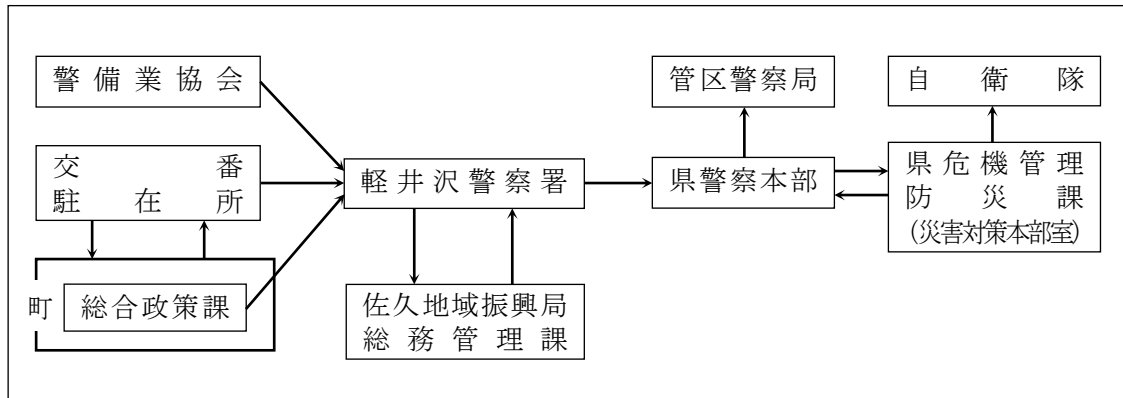 警備業協会
管区警察局
自衛隊
交番
駐在所
軽井沢警察署
県警察本部
県危機管理
防災課
(災害対策本部室)
町
総合政策課
佐久地域振興局
総務管理課